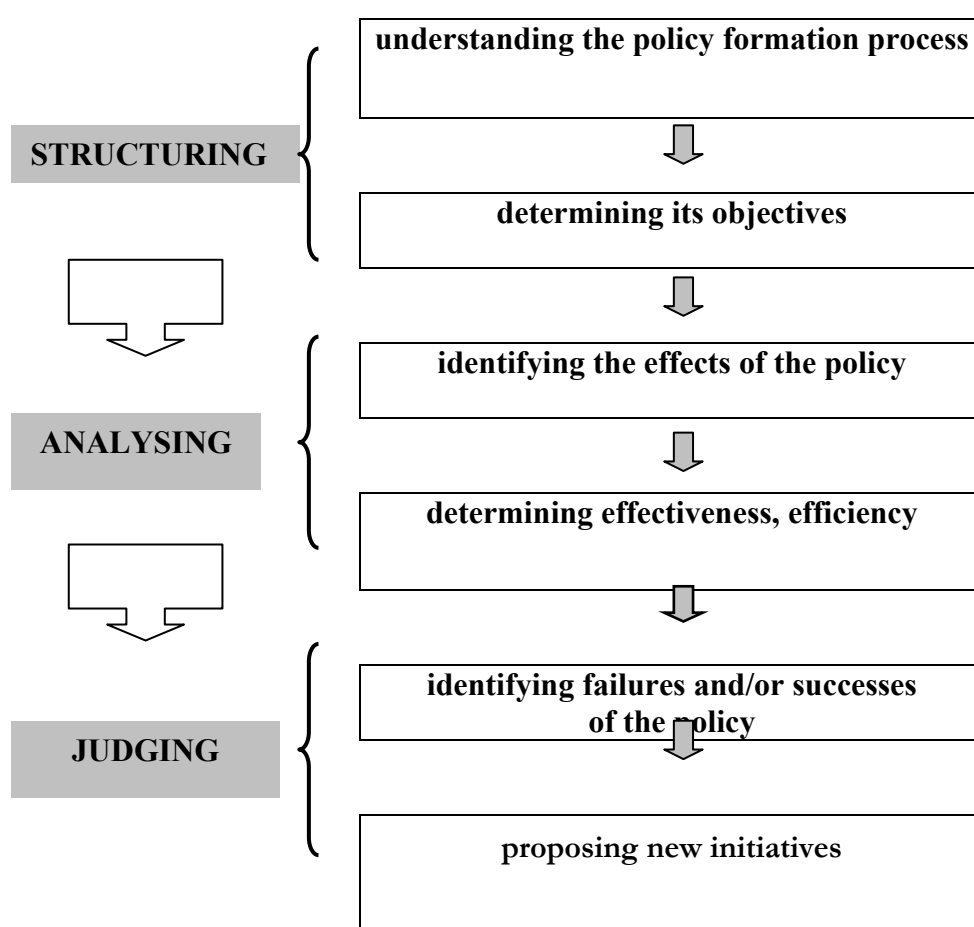 understanding the policy formation process
STRUCTURING
determining its objectives
identifying the effects of the policy
ANALYSING
determining effectiveness, efficiency
identifying failures and/or successes
of the policy
JUDGING
proposing new initiatives